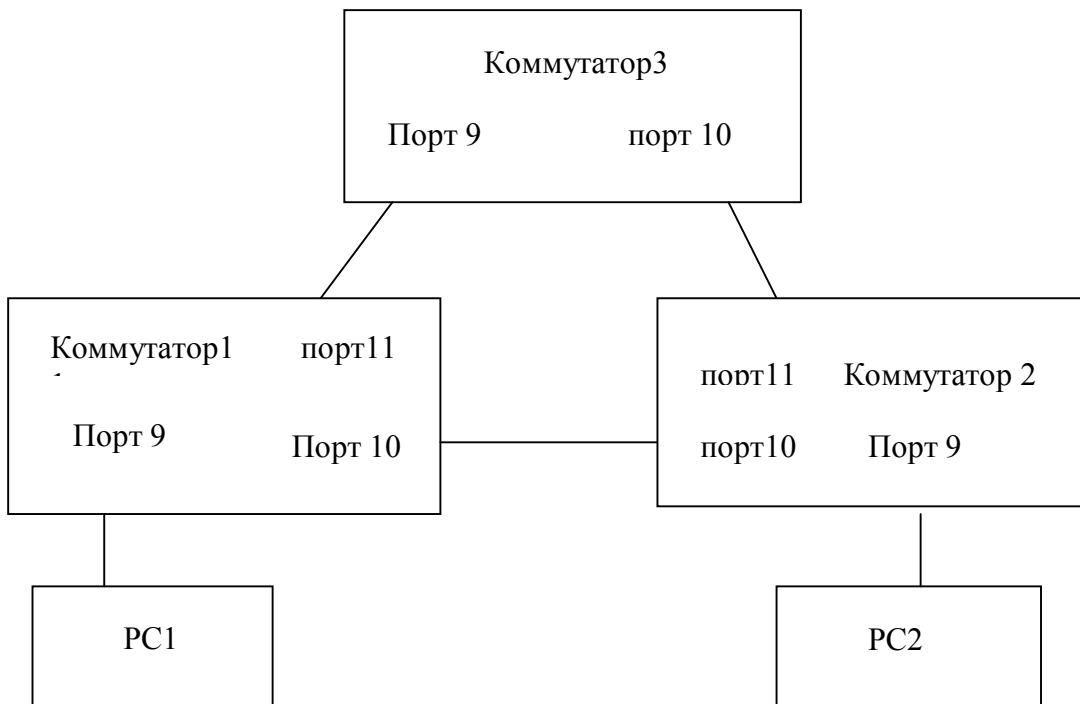 Коммутатор3
Порт 9 порт 10
Коммутатор1 порт11
порт11 Коммутатор 2
Порт 9 Порт 10
порт10 Порт 9
PC1
PC2